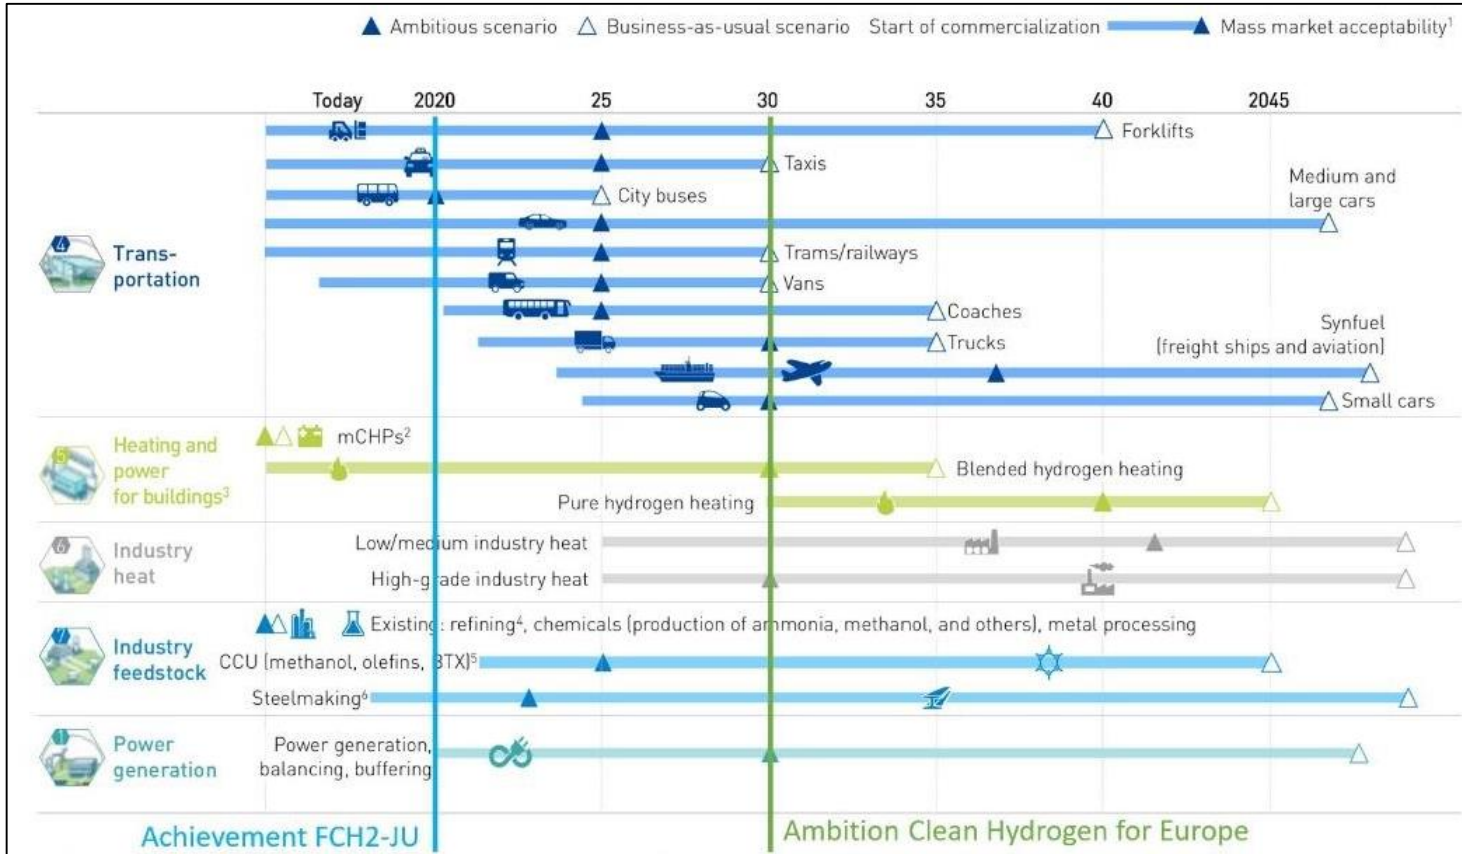 Ambitious scenario Business-as-usual scenario Start of commercialization Mass market acceptability¹
Today 2020 25 30 35 40 2045
Forklifts
Taxis
Medium and
large cars
City buses
4
Trans-
portation
Trams/railways
Vans
Coaches
Synfuel
(freight ships and aviation)
Trucks
Small cars
5
Heating and
power
for buildings³
mCHPs²
Blended hydrogen heating
Pure hydrogen heating
6
Industry
heat
Low/medium industry heat
High-grade industry heat
7
Industry
feedstock
Existing: refining⁴, chemicals (production of ammonia, methanol, and others), metal processing
CCU (methanol, olefins, BTX)⁵
Steelmaking⁶
1
Power
generation
Power generation,
balancing, buffering
Achievement FCH2-JU
Ambition Clean Hydrogen for Europe